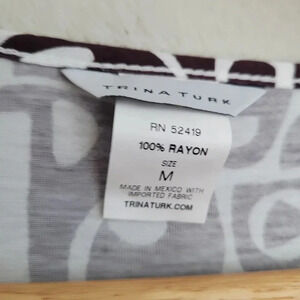 TRINA TURK
RN 52419
100% RAYON
SIZE
M
MADE IN MEXICO WITH
IMPORTED FABRIC
TRINATURK.COM